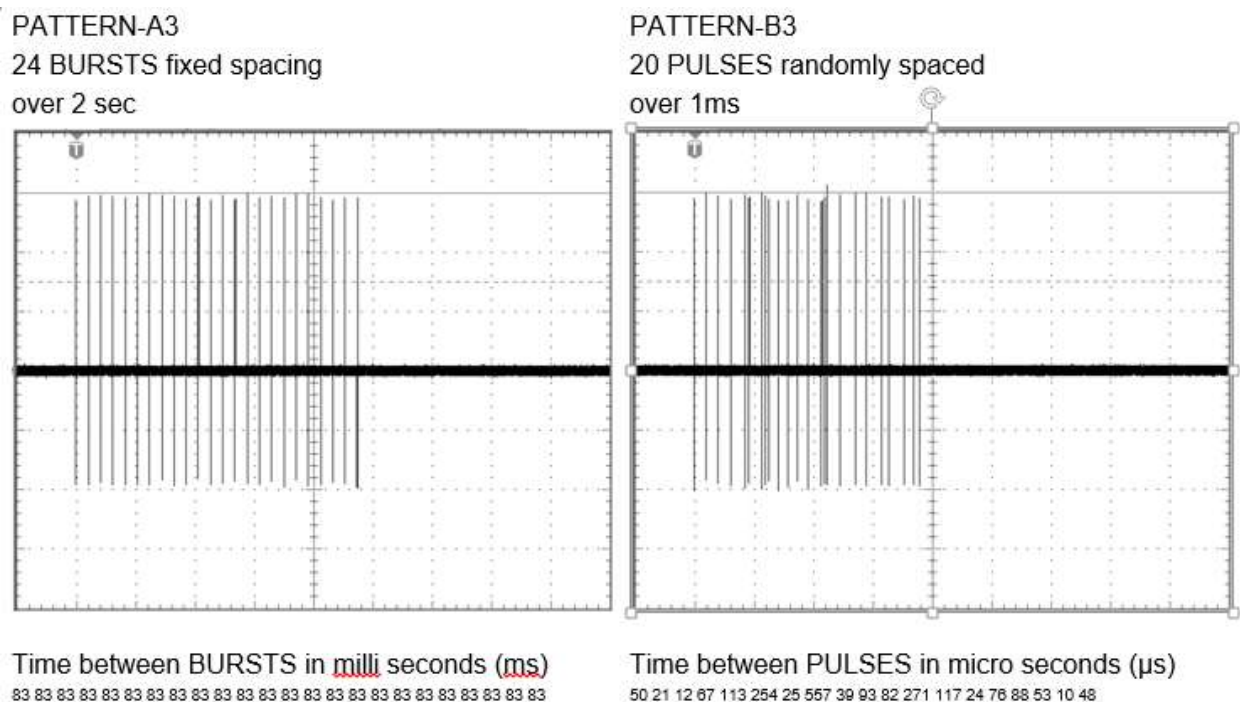 PATTERN-A3
24 BURSTS fixed spacing
over 2 sec
T
Time between BURSTS in milli seconds (ms)
83 83 83 83 83 83 83 83 83 83 83 83 83 83 83 83 83 83 83 83 83 83 83
PATTERN-B3
20 PULSES randomly spaced
over 1ms
T
Time between PULSES in micro seconds (µs)
50 21 12 67 113 254 25 557 39 93 82 271 117 24 76 88 53 10 48